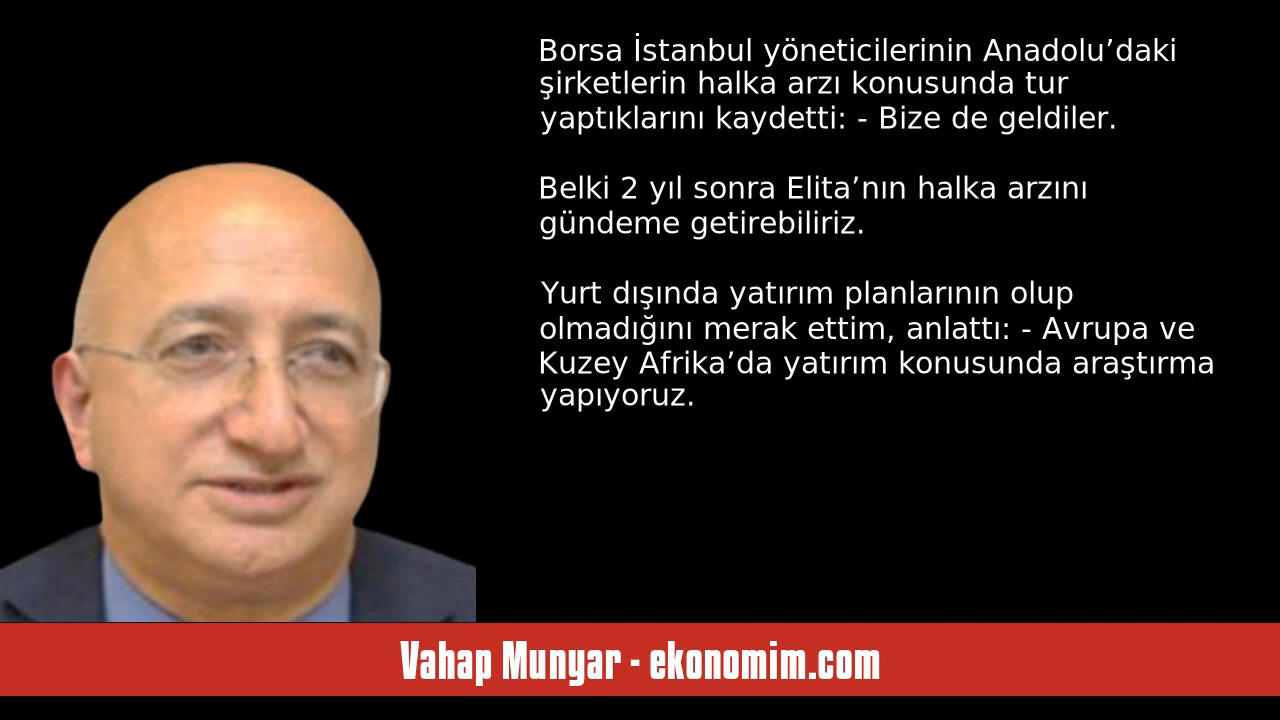 Borsa İstanbul yöneticilerinin Anadolu’daki
şirketlerin halka arzı konusunda tur
yaptıklarını kaydetti: - Bize de geldiler.
Belki 2 yıl sonra Elita’nın halka arzını
gündeme getirebiliriz.
Yurt dışında yatırım planlarının olup
olmadığını merak ettim, anlattı: - Avrupa ve
Kuzey Afrika’da yatırım konusunda araştırma
yapıyoruz.
Vahap Munyar - ekonomim.com